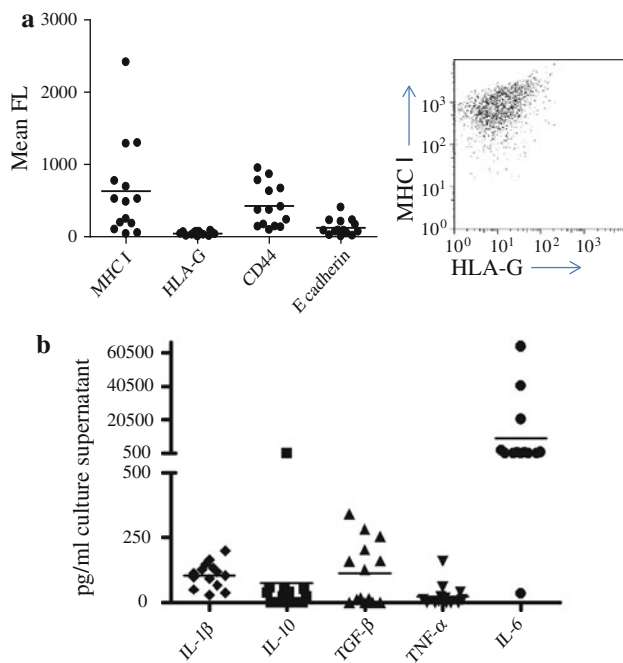 a
Mean FL
3000
2000
1000
0
MHC I
HLA-G
CD44
E cadherin
MHC I
10³
10²
10¹
10⁰
10⁰ 10¹ 10² 10³
HLA-G
b
pg/ml culture supernatant
60500
40500
20500
500
500
250
0
IL-1β
IL-10
TGF-β
TNF-α
IL-6